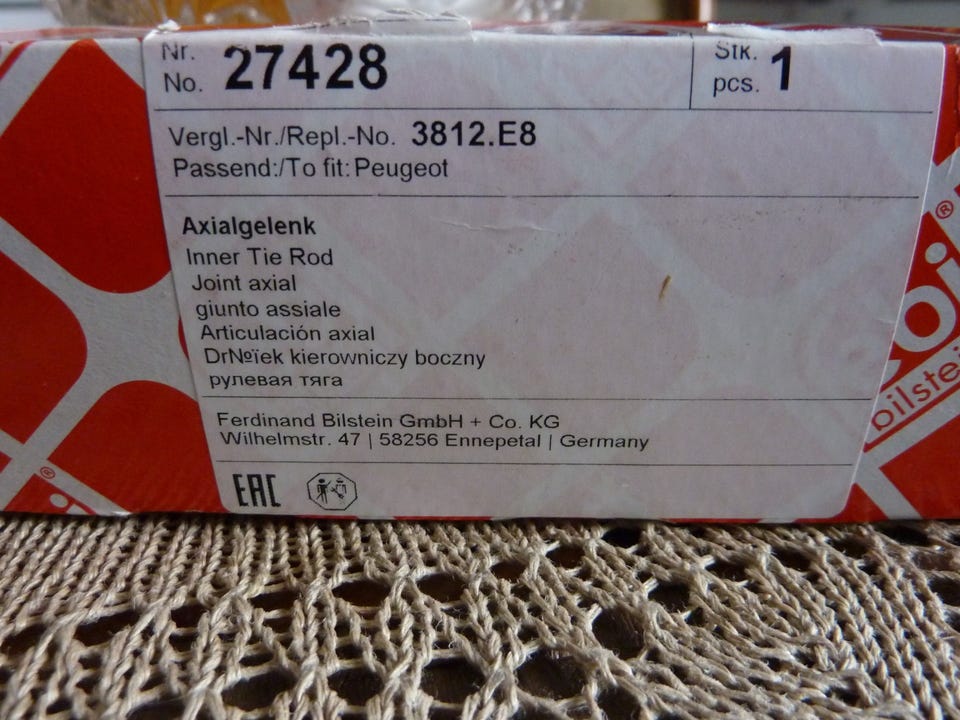 Nr.
No. 27428
Stk.
pcs. 1
Vergl.-Nr./Repl.-No. 3812.E8
Passend:/To fit: Peugeot
Axialgelenk
Inner Tie Rod
Joint axial
giunto assiale
Articulación axial
Dr№ïek kierowniczy boczny
рулевая тяга
Ferdinand Bilstein GmbH + Co. KG
Wilhelmstr. 47 | 58256 Ennepetal | Germany
EAC